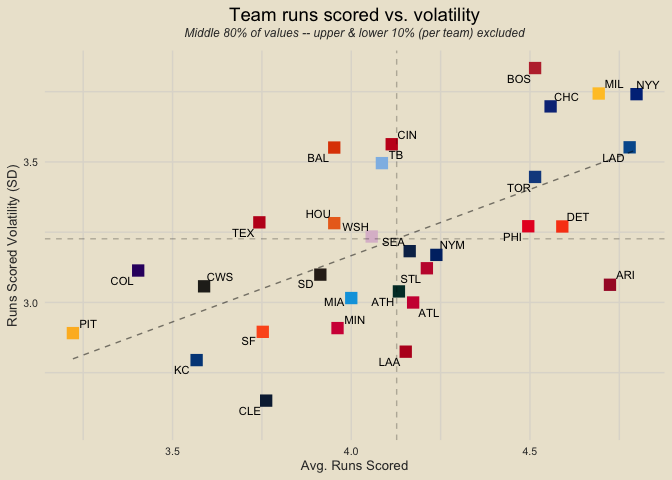 Team runs scored vs. volatility
Middle 80% of values -- upper & lower 10% (per team) excluded
BOS
MIL
NYY
CHC
CIN
BAL
TB
LAD
3.5
TOR
HOU
WSH
DET
TEX
PHI
SEA
NYM
COL
CWS
SD
STL
ARI
3.0
MIA
ATH
ATL
PIT
MIN
SF
LAA
KC
CLE
3.5
4.0
4.5
Avg. Runs Scored
Runs Scored Volatility (SD)